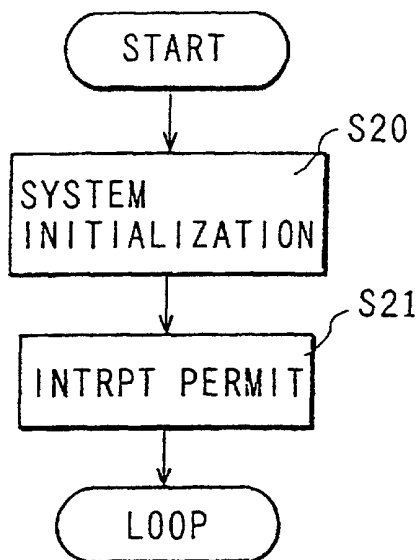 START
S20
SYSTEM
INITIALIZATION
S21
INTRPT PERMIT
LOOP